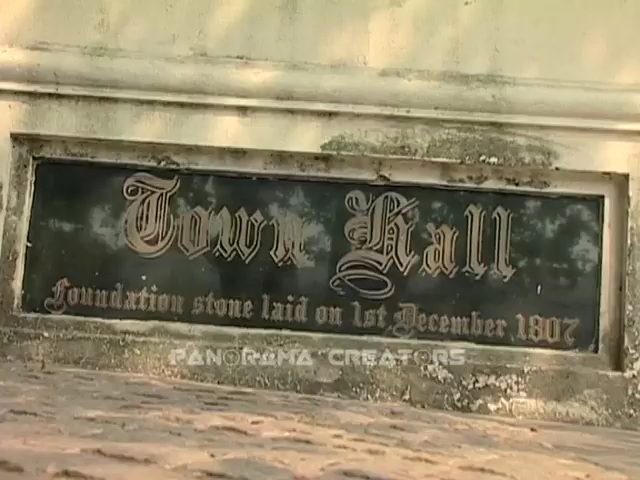 Town Hall
Foundation stone laid on 1st December 1807
PANORAMA CREATORS